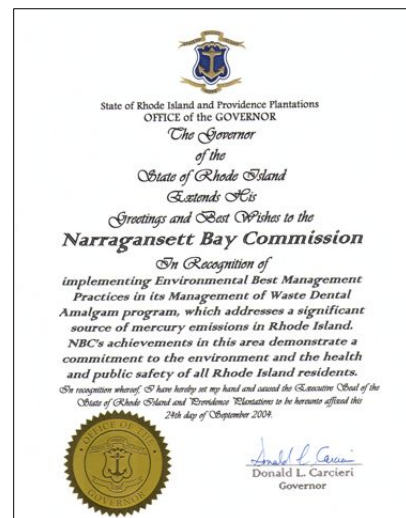 State of Rhode Island and Providence Plantations
OFFICE of the GOVERNOR
The Governor
of the
State of Rhode Island
Extends His
Greetings and Best Wishes to the
Narragansett Bay Commission
In Recognition of
implementing Environmental Best Management
Practices in its Management of Waste Dental
Amalgam program, which addresses a significant
source of mercury emissions in Rhode Island.
NBC's achievements in this area demonstrate a
commitment to the environment and the health
and public safety of all Rhode Island residents.
In recognition whereof, I have hereby set my hand and caused the Executive Seal of the
State of Rhode Island and Providence Plantations to be hereunto affixed this
24th day of September 2004.
OFFICE OF THE
GOVERNOR
Donald L. Carcieri
Donald L. Carcieri
Governor